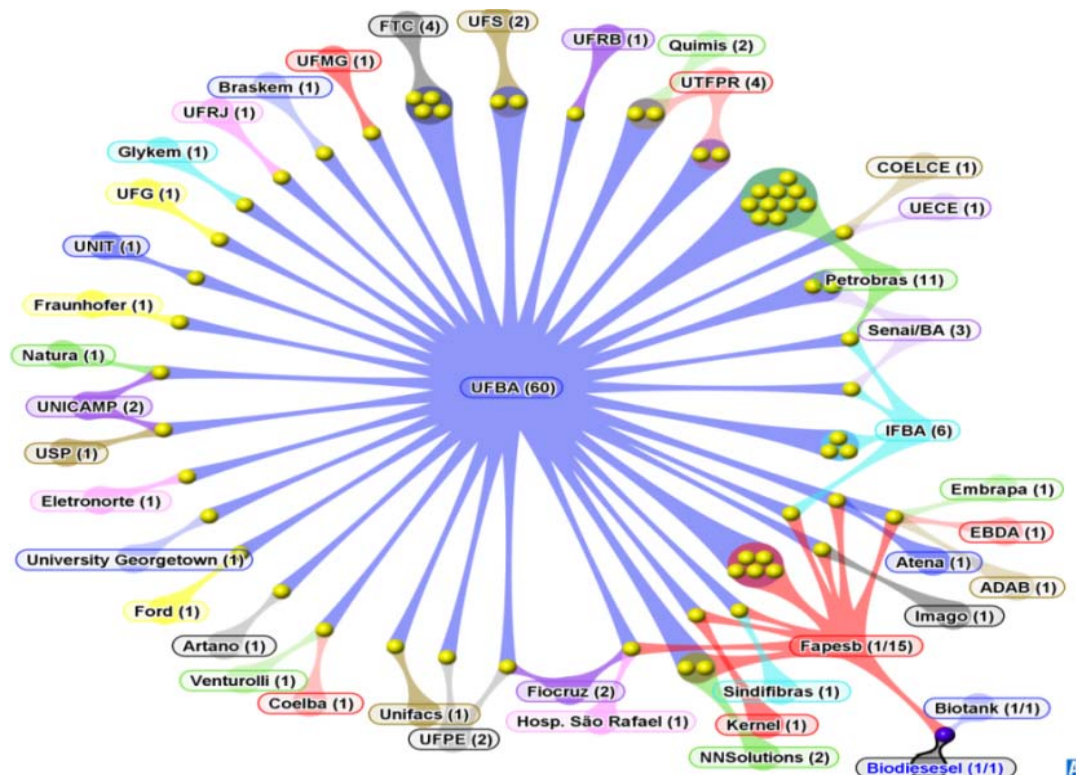 FTC (4)
UFS (2)
UFRB (1)
Quimis (2)
UFMG (1)
UTFPR (4)
Braskem (1)
UFRJ (1)
Glykem (1)
COELCE (1)
UFG (1)
UECE (1)
UNIT (1)
Petrobras (11)
Fraunhofer (1)
Senai/BA (3)
Natura (1)
UFBA (60)
UNICAMP (2)
IFBA (6)
USP (1)
Embrapa (1)
Eletronorte (1)
EBDA (1)
University Georgetown (1)
Atena (1)
ADAB (1)
Ford (1)
Imago (1)
Artano (1)
Fapesb (1/15)
Venturolli (1)
Coelba (1)
Fiocruz (2)
Sindifibras (1)
Unifacs (1)
Hosp. São Rafael (1)
Kernel (1)
Biotank (1/1)
UFPE (2)
NNSolutions (2)
Biodiesesel (1/1)